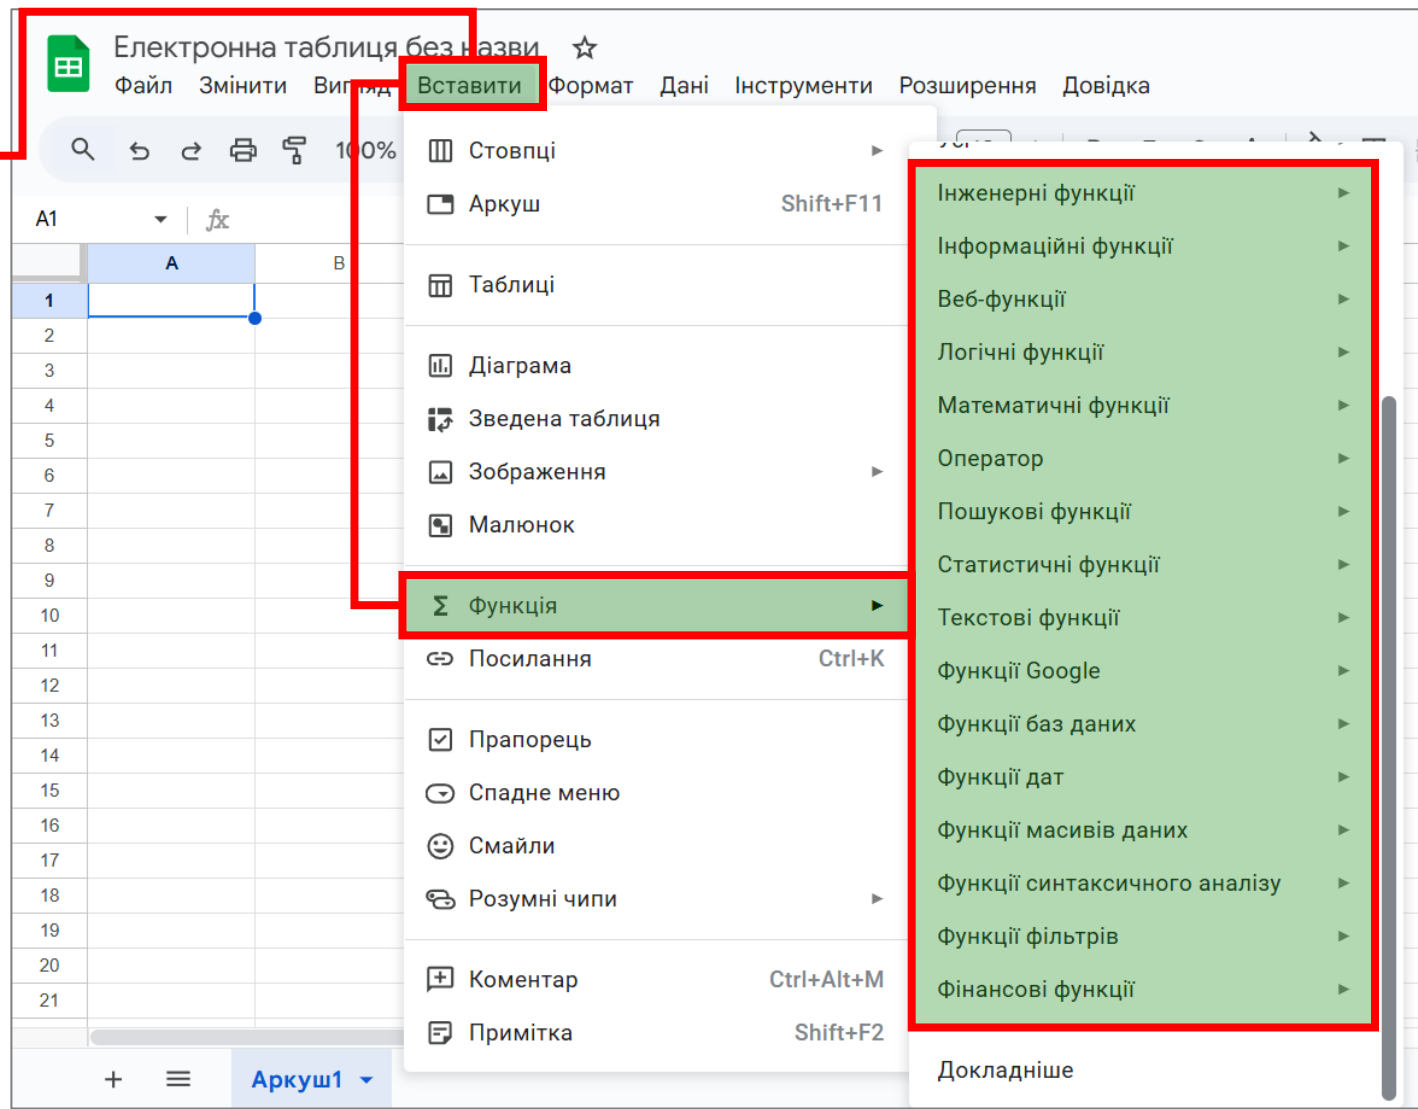 Електронна таблиця без назви
Файл Змінити Вигляд Вставити Формат Дані Інструменти Розширення Довідка
100%
A1
fx
A B
1
2
3
4
5
6
7
8
9
10
11
12
13
14
15
16
17
18
19
20
21
Стовпці
Аркуш Shift+F11
Таблиці
Діаграма
Зведена таблиця
Зображення
Малюнок
Σ Функція
Посилання Ctrl+K
Прапорець
Спадне меню
Смайли
Розумні чипи
Коментар Ctrl+Alt+M
Примітка Shift+F2
Інженерні функції
Інформаційні функції
Веб-функції
Логічні функції
Математичні функції
Оператор
Пошукові функції
Статистичні функції
Текстові функції
Функції Google
Функції баз даних
Функції дат
Функції масивів даних
Функції синтаксичного аналізу
Функції фільтрів
Фінансові функції
Докладніше
Аркуш1